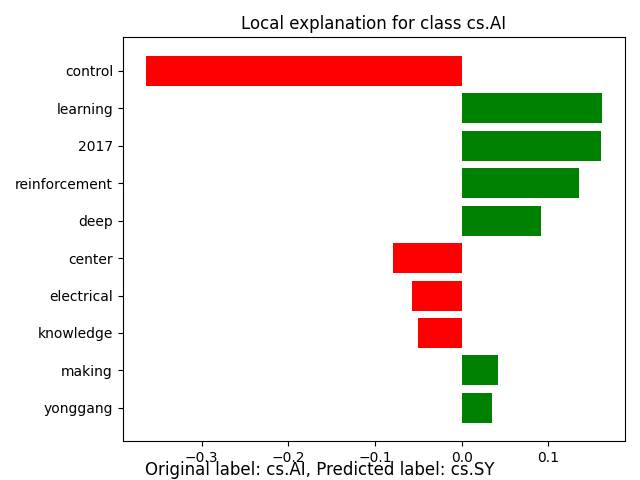 Local explanation for class cs.AI
control
learning
2017
reinforcement
deep
center
electrical
knowledge
making
yonggang
−0.3 −0.2 −0.1 0.0 0.1
Original label: cs.AI, Predicted label: cs.SY